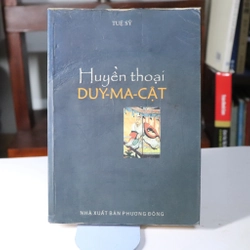 TUỆ SỸ
Huyền thoại
DUY-MA-CẬT
NHÀ XUẤT BẢN PHƯƠNG ĐÔNG